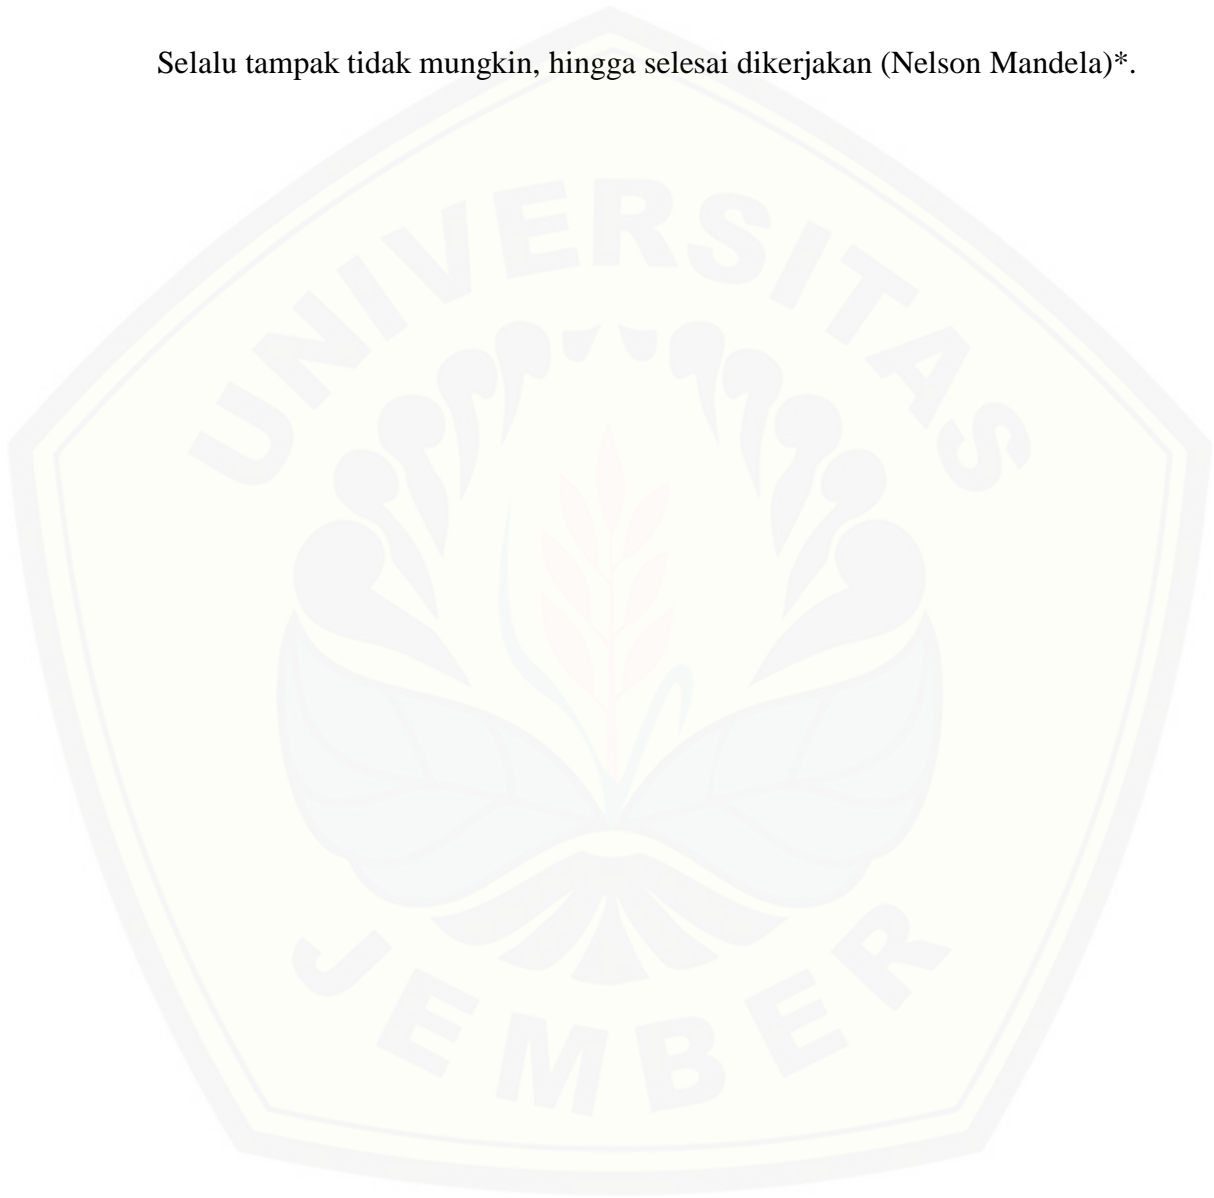 Selalu tampak tidak mungkin, hingga selesai dikerjakan (Nelson Mandela)*.
UNIVERSITAS
JEMBER